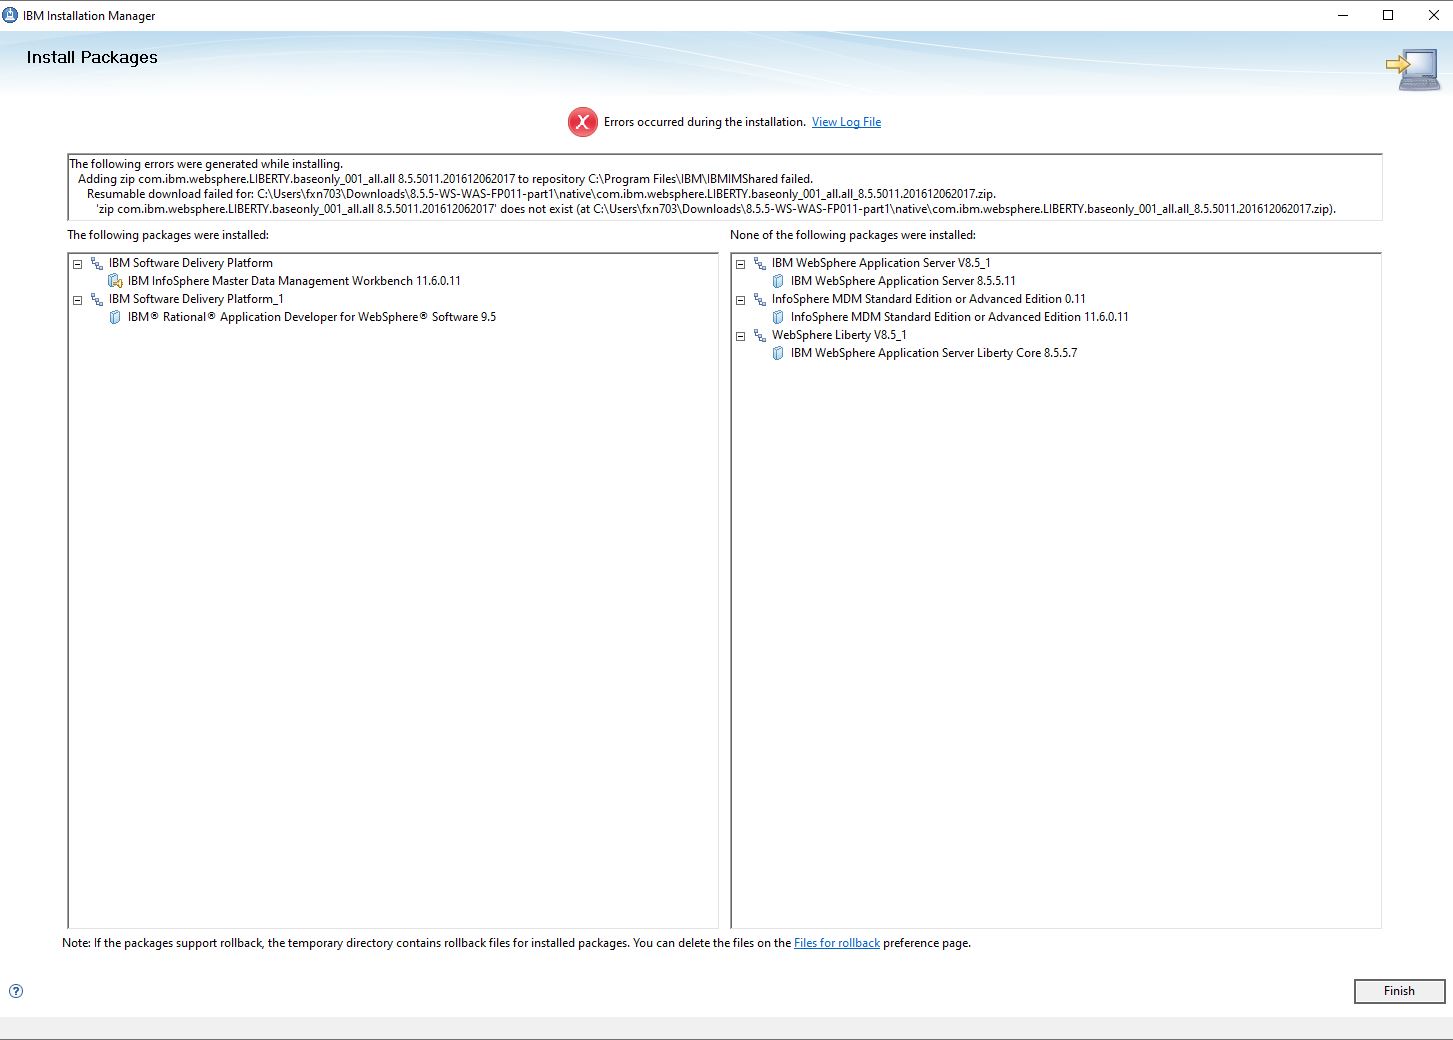 IBM Installation Manager
Install Packages
Errors occurred during the installation. View Log File
The following errors were generated while installing.
Adding zip com.ibm.websphere.LIBERTY.baseonly_001_all.all 8.5.5011.201612062017 to repository C:\Program Files\IBM\IBMIMShared failed.
Resumable download failed for: C:\Users\fxn703\Downloads\8.5.5-WS-WAS-FP011-part1\native\com.ibm.websphere.LIBERTY.baseonly_001_all.all_8.5.5011.201612062017.zip.
'zip com.ibm.websphere.LIBERTY.baseonly_001_all.all 8.5.5011.201612062017' does not exist (at C:\Users\fxn703\Downloads\8.5.5-WS-WAS-FP011-part1\native\com.ibm.websphere.LIBERTY.baseonly_001_all.all_8.5.5011.201612062017.zip).
The following packages were installed:
IBM Software Delivery Platform
IBM InfoSphere Master Data Management Workbench 11.6.0.11
IBM Software Delivery Platform_1
IBM® Rational® Application Developer for WebSphere® Software 9.5
None of the following packages were installed:
IBM WebSphere Application Server V8.5_1
IBM WebSphere Application Server 8.5.5.11
InfoSphere MDM Standard Edition or Advanced Edition 0.11
InfoSphere MDM Standard Edition or Advanced Edition 11.6.0.11
WebSphere Liberty V8.5_1
IBM WebSphere Application Server Liberty Core 8.5.5.7
Note: If the packages support rollback, the temporary directory contains rollback files for installed packages. You can delete the files on the Files for rollback preference page.
Finish